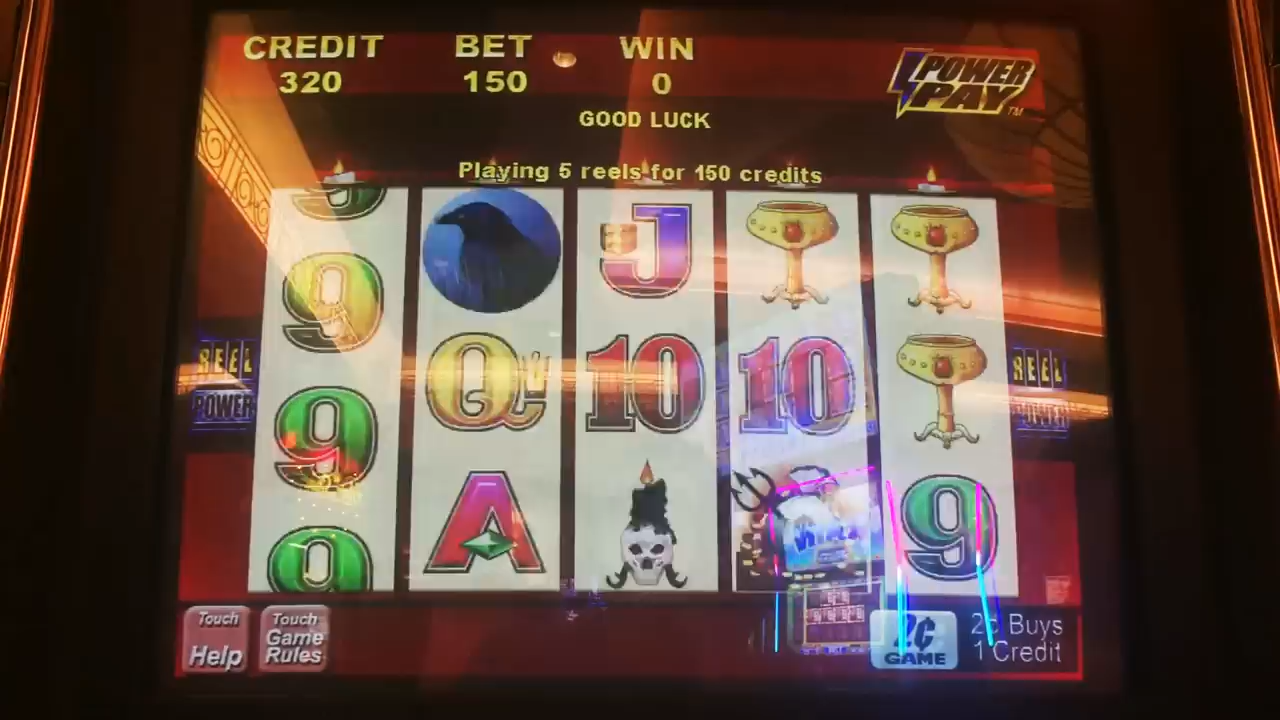 CREDIT BET WIN
320 150 0
POWER
PAY™
GOOD LUCK
Playing 5 reels for 150 credits
J
9
Q 10 10
9
A 9
9
REEL
POWER
REEL
POWER
Touch
Help
Touch
Game
Rules
2¢
GAME
2¢ Buys
1 Credit